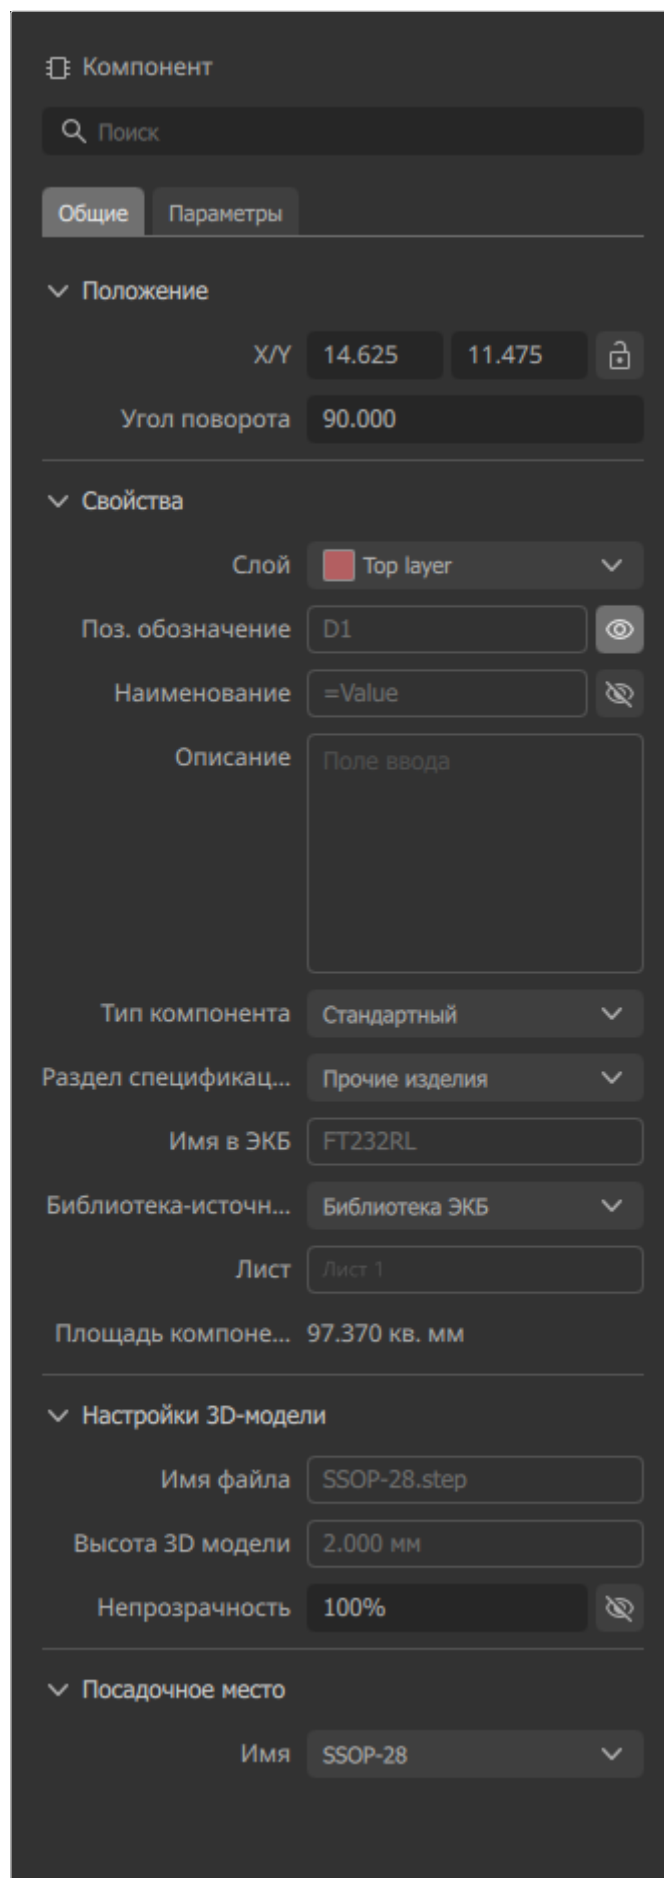 Компонент
Поиск
Общие Параметры
Положение
X/Y 14.625 11.475
Угол поворота 90.000
Свойства
Слой Top layer
Поз. обозначение D1
Наименование =Value
Описание Поле ввода
Тип компонента Стандартный
Раздел спецификац... Прочие изделия
Имя в ЭКБ FT232RL
Библиотека-источн... Библиотека ЭКБ
Лист Лист 1
Площадь компоне... 97.370 кв. мм
Настройки 3D-модели
Имя файла SSOP-28.step
Высота 3D модели 2.000 мм
Непрозрачность 100%
Посадочное место
Имя SSOP-28